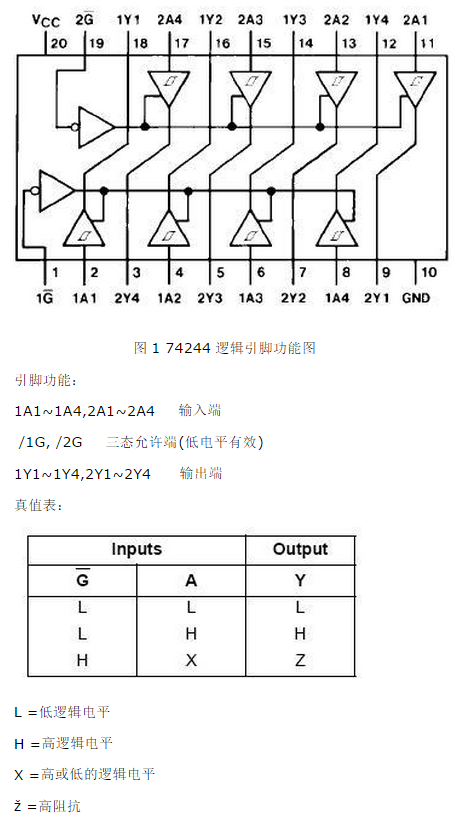 VCC 2G̅ 1Y1 2A4 1Y2 2A3 1Y3 2A2 1Y4 2A1
20 19 18 17 16 15 14 13 12 11
1 2 3 4 5 6 7 8 9 10
1G̅ 1A1 2Y4 1A2 2Y3 1A3 2Y2 1A4 2Y1 GND
图 1 74244 逻辑引脚功能图
引脚功能：
1A1~1A4,2A1~2A4 输入端
/1G, /2G 三态允许端(低电平有效)
1Y1~1Y4,2Y1~2Y4 输出端
真值表：
Inputs Output
G̅ A Y
L L L
L H H
H X Z
L =低逻辑电平
H =高逻辑电平
X =高或低的逻辑电平
ž =高阻抗